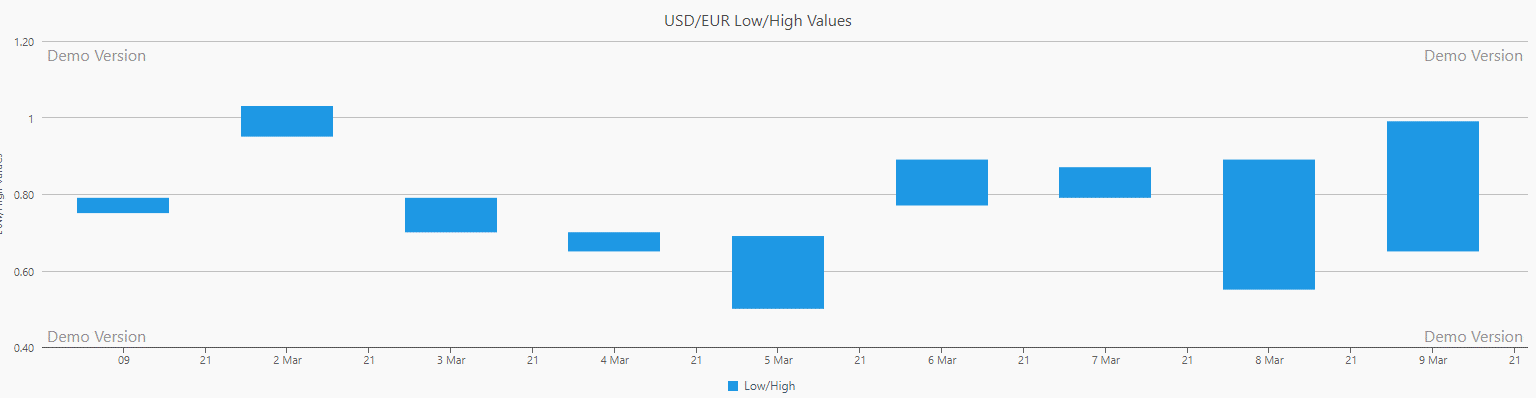 USD/EUR Low/High Values
1.20
Demo Version Demo Version
1
0.80
0.60
Demo Version Demo Version
0.40
09 21 2 Mar 21 3 Mar 21 4 Mar 21 5 Mar 21 6 Mar 21 7 Mar 21 8 Mar 21 9 Mar 21
Low/High